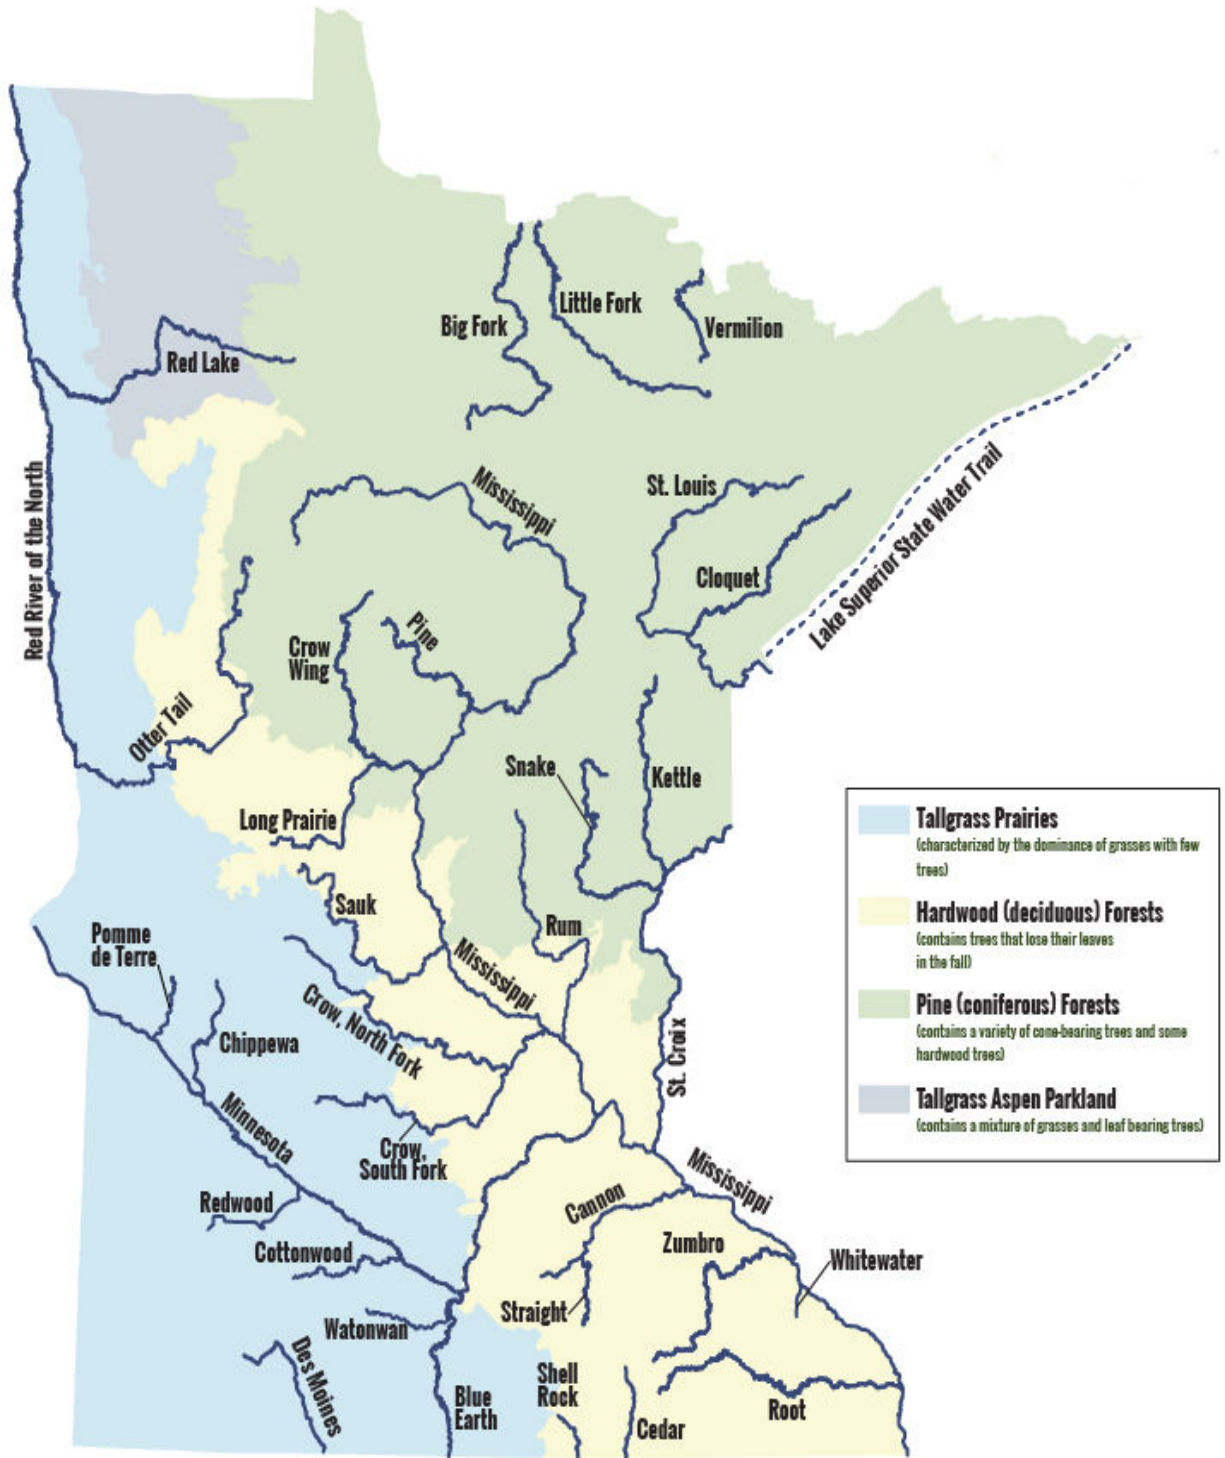 Little Fork
Big Fork
Vermilion
Red Lake
Red River of the North
Mississippi
St. Louis
Lake Superior State Water Trail
Cloquet
Pine
Crow
Wing
Otter Tail
Snake
Kettle
Long Prairie
Sauk
Rum
Pomme
de Terre
Mississippi
Crow, North Fork
Chippewa
St. Croix
Minnesota
Crow,
South Fork
Mississippi
Cannon
Redwood
Zumbro
Cottonwood
Whitewater
Straight
Watonwan
Des Moines
Shell
Rock
Blue
Earth
Root
Cedar
Tallgrass Prairies
(characterized by the dominance of grasses with few
trees)
Hardwood (deciduous) Forests
(contains trees that lose their leaves
in the fall)
Pine (coniferous) Forests
(contains a variety of cone-bearing trees and some
hardwood trees)
Tallgrass Aspen Parkland
(contains a mixture of grasses and leaf bearing trees)